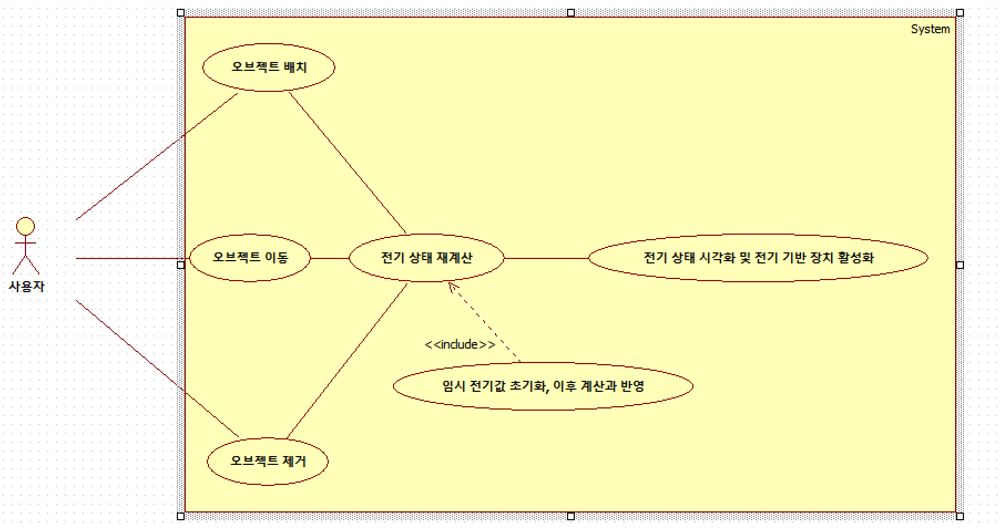 System
오브젝트 배치
오브젝트 이동
전기 상태 재계산
전기 상태 시각화 및 전기 기반 장치 활성화
사용자
<<include>>
임시 전기값 초기화, 이후 계산과 반영
오브젝트 제거